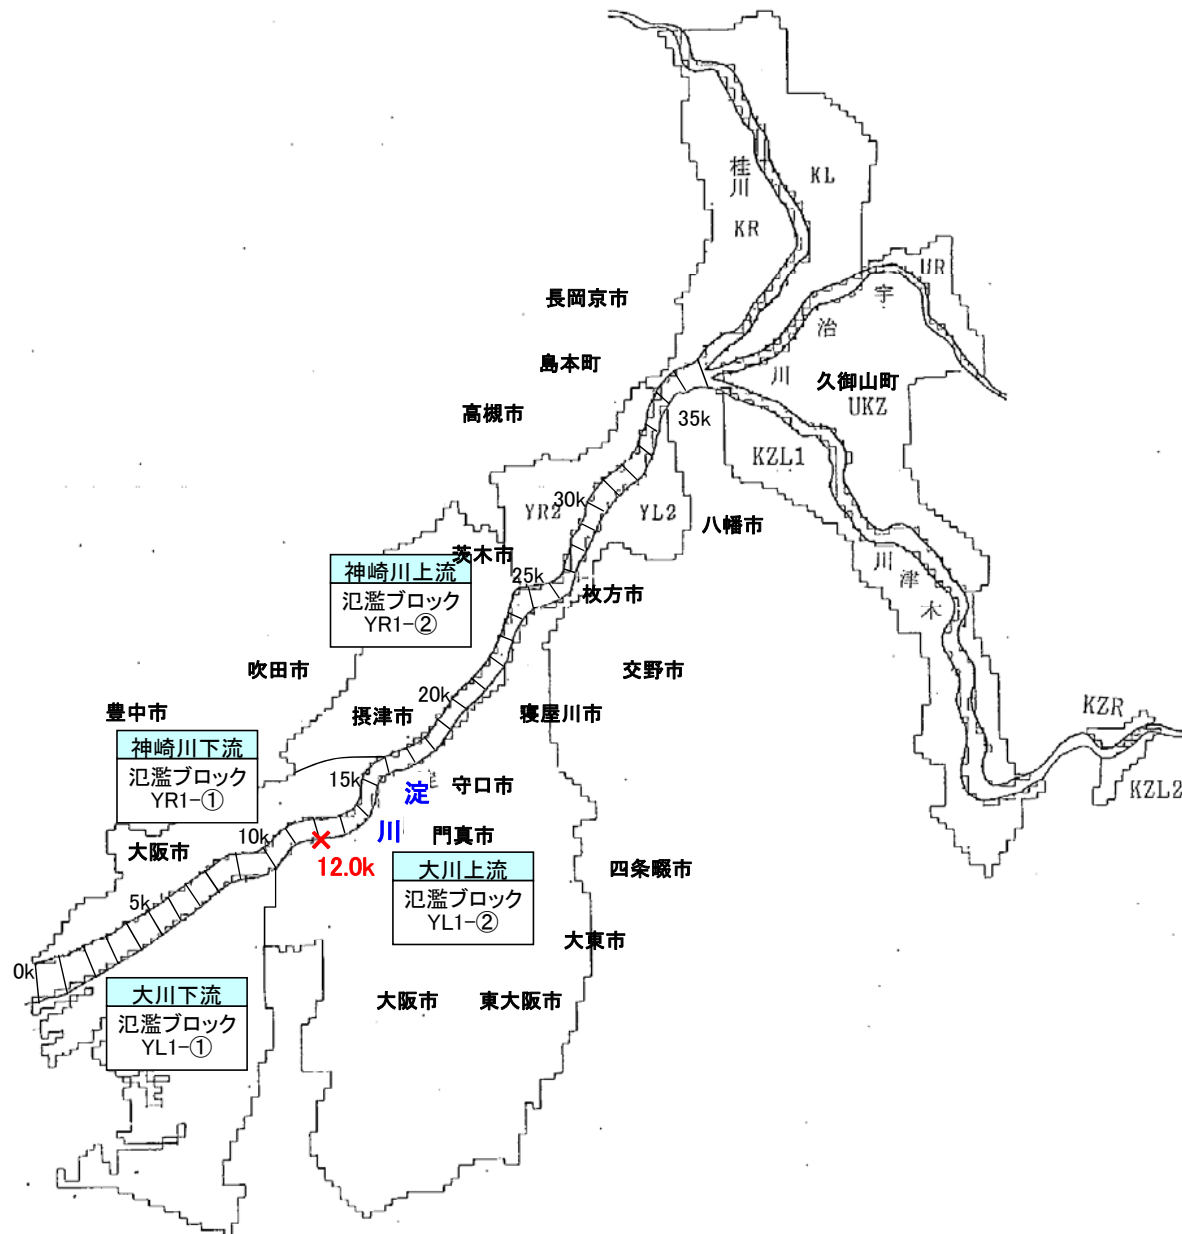 桂
川
KL
KR
UR
長岡京市
宇
治
川
島本町
久御山町
UKZ
高槻市
35k
KZL1
30k
YR2
YL2
八幡市
茨木市
神崎川上流
氾濫ブロック
YR1-②
25k
枚方市
川
津
木
吹田市
交野市
20k
豊中市
摂津市
寝屋川市
KZR
神崎川下流
氾濫ブロック
YR1-①
15k
淀
守口市
KZL2
川
門真市
10k
大阪市
12.0k
大川上流
氾濫ブロック
YL1-②
四条畷市
5k
大東市
0k
大川下流
氾濫ブロック
YL1-①
大阪市
東大阪市